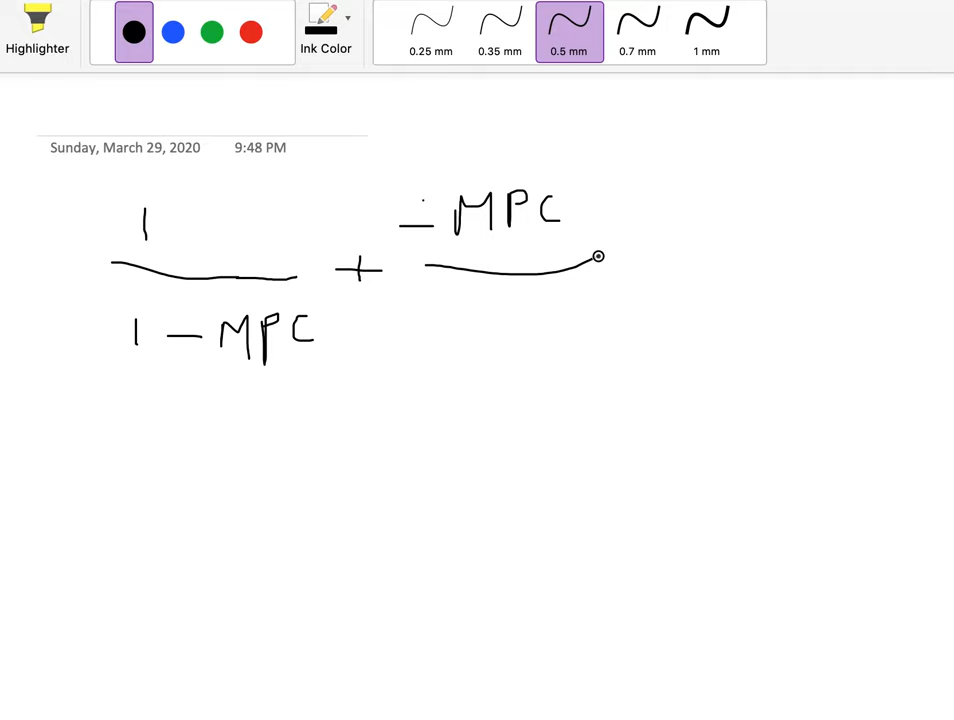 Highlighter
Ink Color
0.25 mm 0.35 mm 0.5 mm 0.7 mm 1 mm
Sunday, March 29, 2020 9:48 PM
1 — MPC
+
1 — MPC